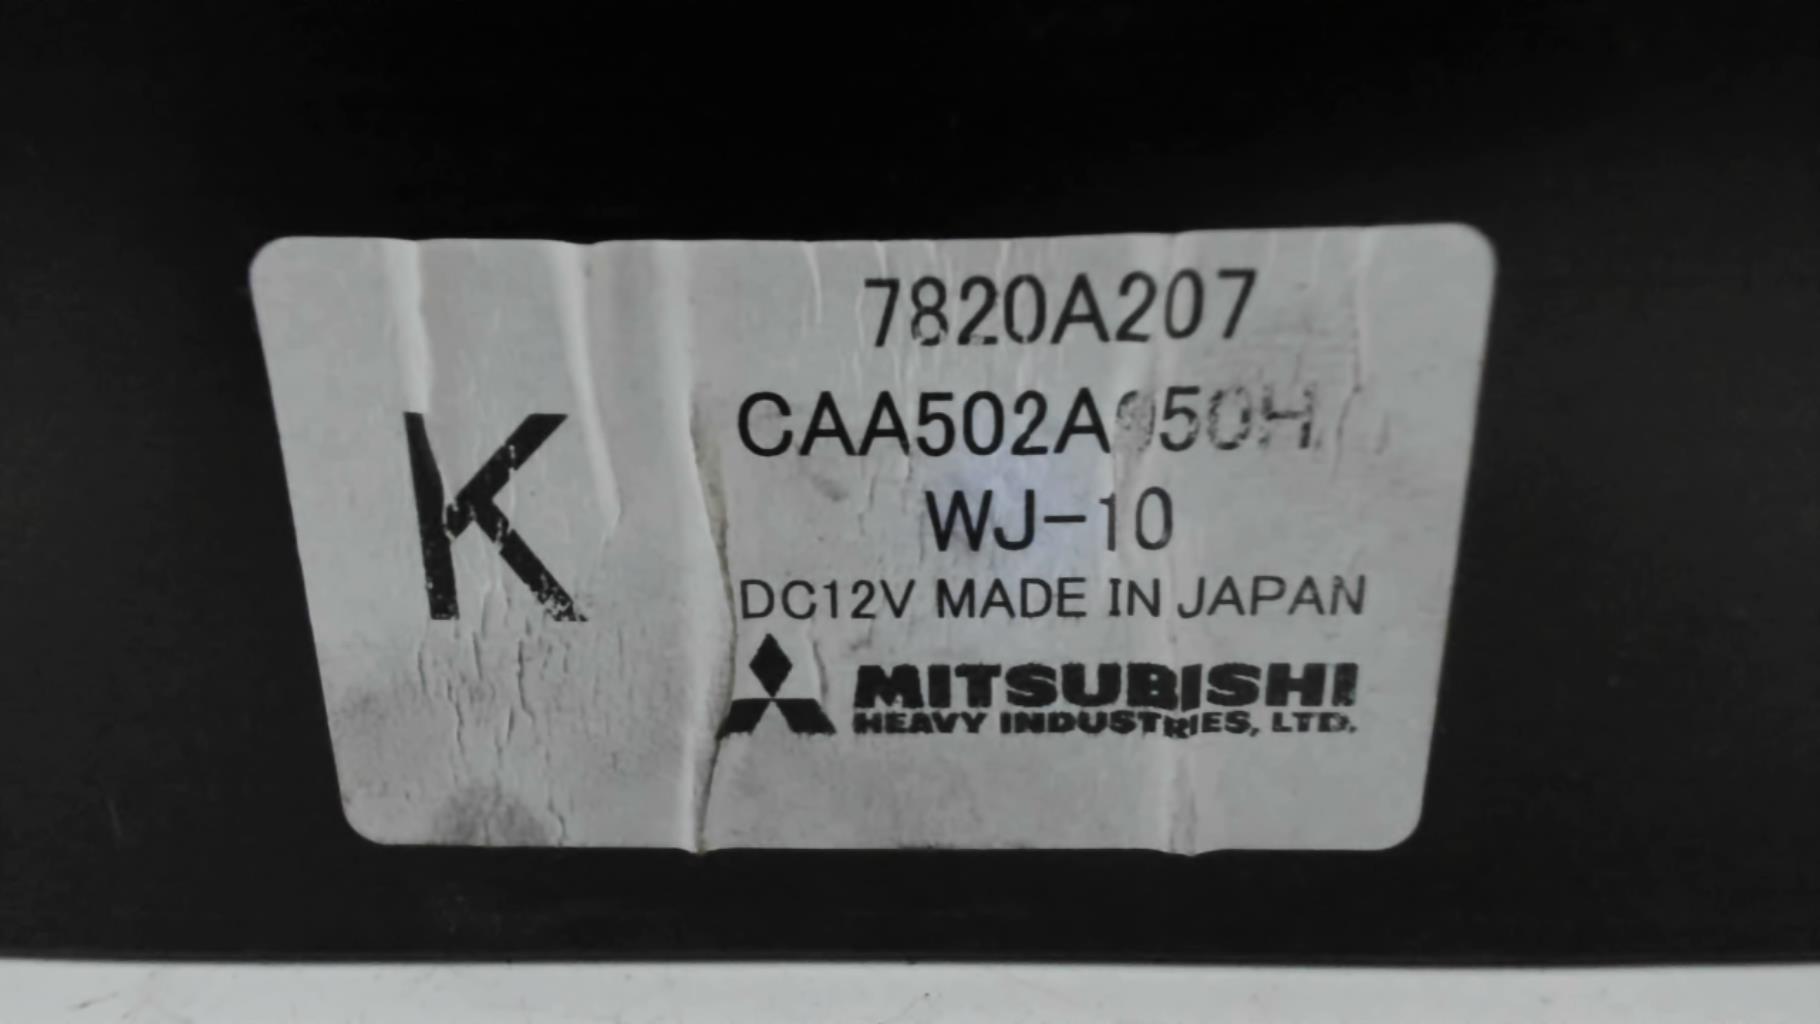 K
7820A207
WJ-10
DC12V MADE IN JAPAN
MITSUBISHI
HEAVY INDUSTRIES, LTD.